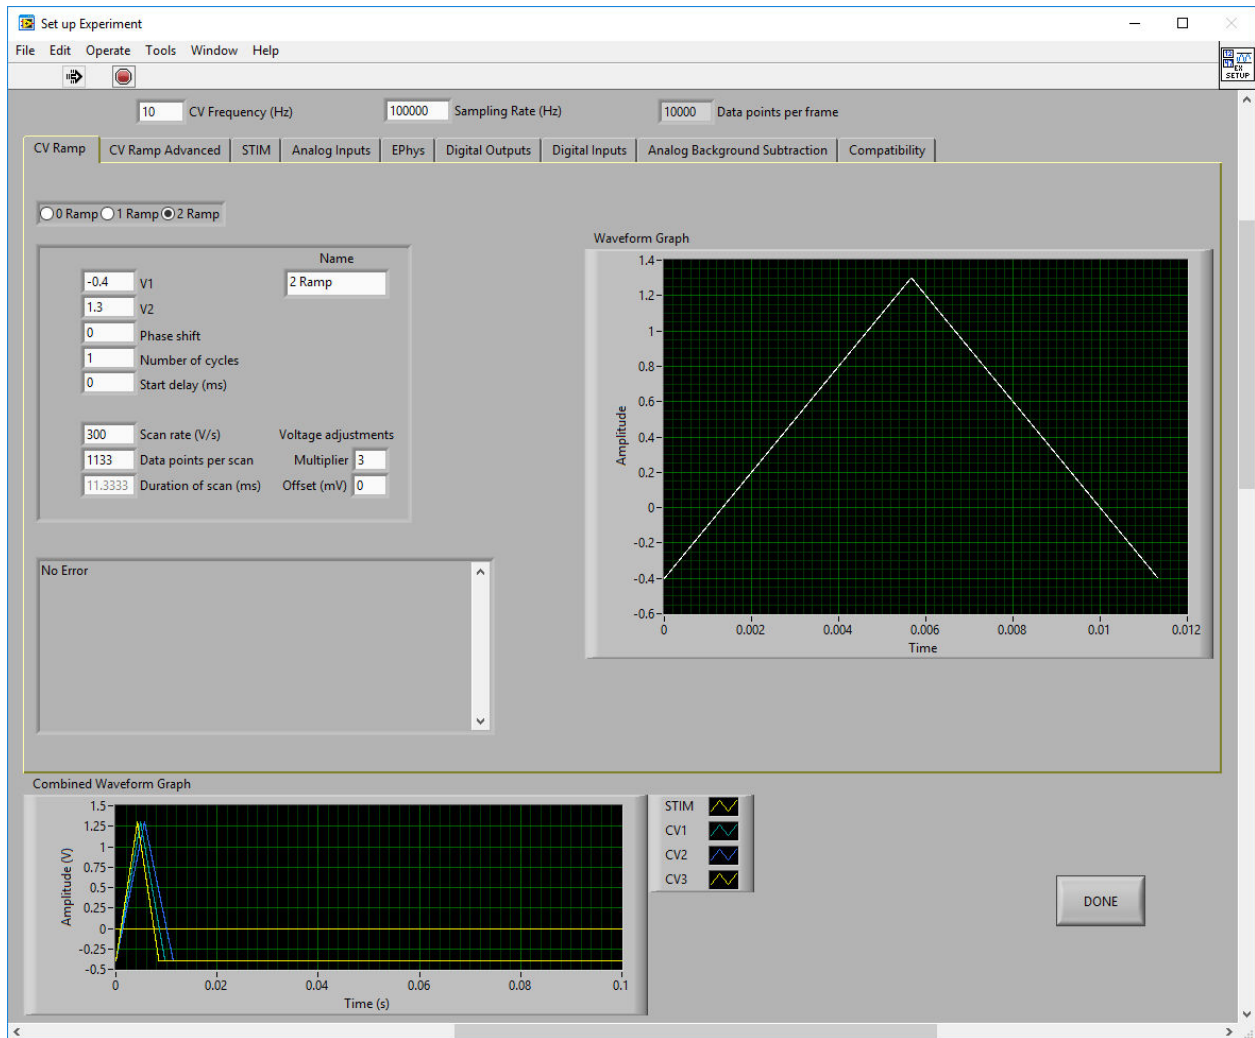 Set up Experiment
File Edit Operate Tools Window Help
EX
SETUP
10 CV Frequency (Hz) 100000 Sampling Rate (Hz) 10000 Data points per frame
CV Ramp CV Ramp Advanced STIM Analog Inputs EPhys Digital Outputs Digital Inputs Analog Background Subtraction Compatibility
0 Ramp 1 Ramp 2 Ramp
Name
2 Ramp
-0.4 V1
1.3 V2
0 Phase shift
1 Number of cycles
0 Start delay (ms)
300 Scan rate (V/s) Voltage adjustments
1133 Data points per scan Multiplier 3
11.3333 Duration of scan (ms) Offset (mV) 0
No Error
Waveform Graph
1.4
1.2
1
0.8
0.6
0.4
0.2
0
-0.2
-0.4
-0.6
Amplitude
0 0.002 0.004 0.006 0.008 0.01 0.012
Time
Combined Waveform Graph
1.5
1.25
1
0.75
0.5
0.25
0
-0.25
-0.5
Amplitude (V)
0 0.02 0.04 0.06 0.08 0.1
Time (s)
STIM
CV1
CV2
CV3
DONE